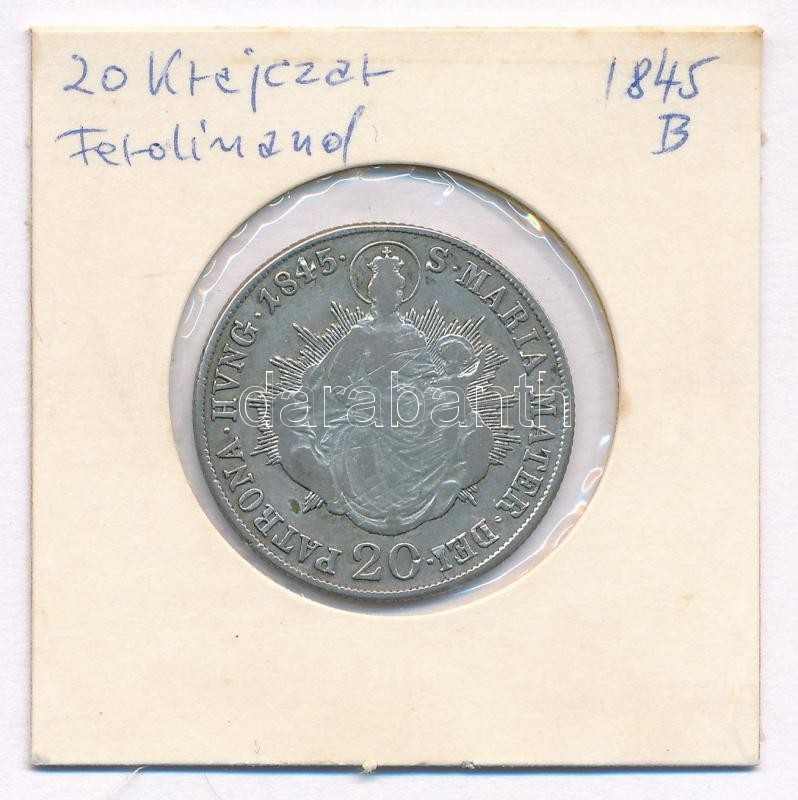 20 Krejczar
1845
Ferdinand
B
S · MARIA MATER · DEI · PATRONA · HVNG · 1845 ·
20
darabanth